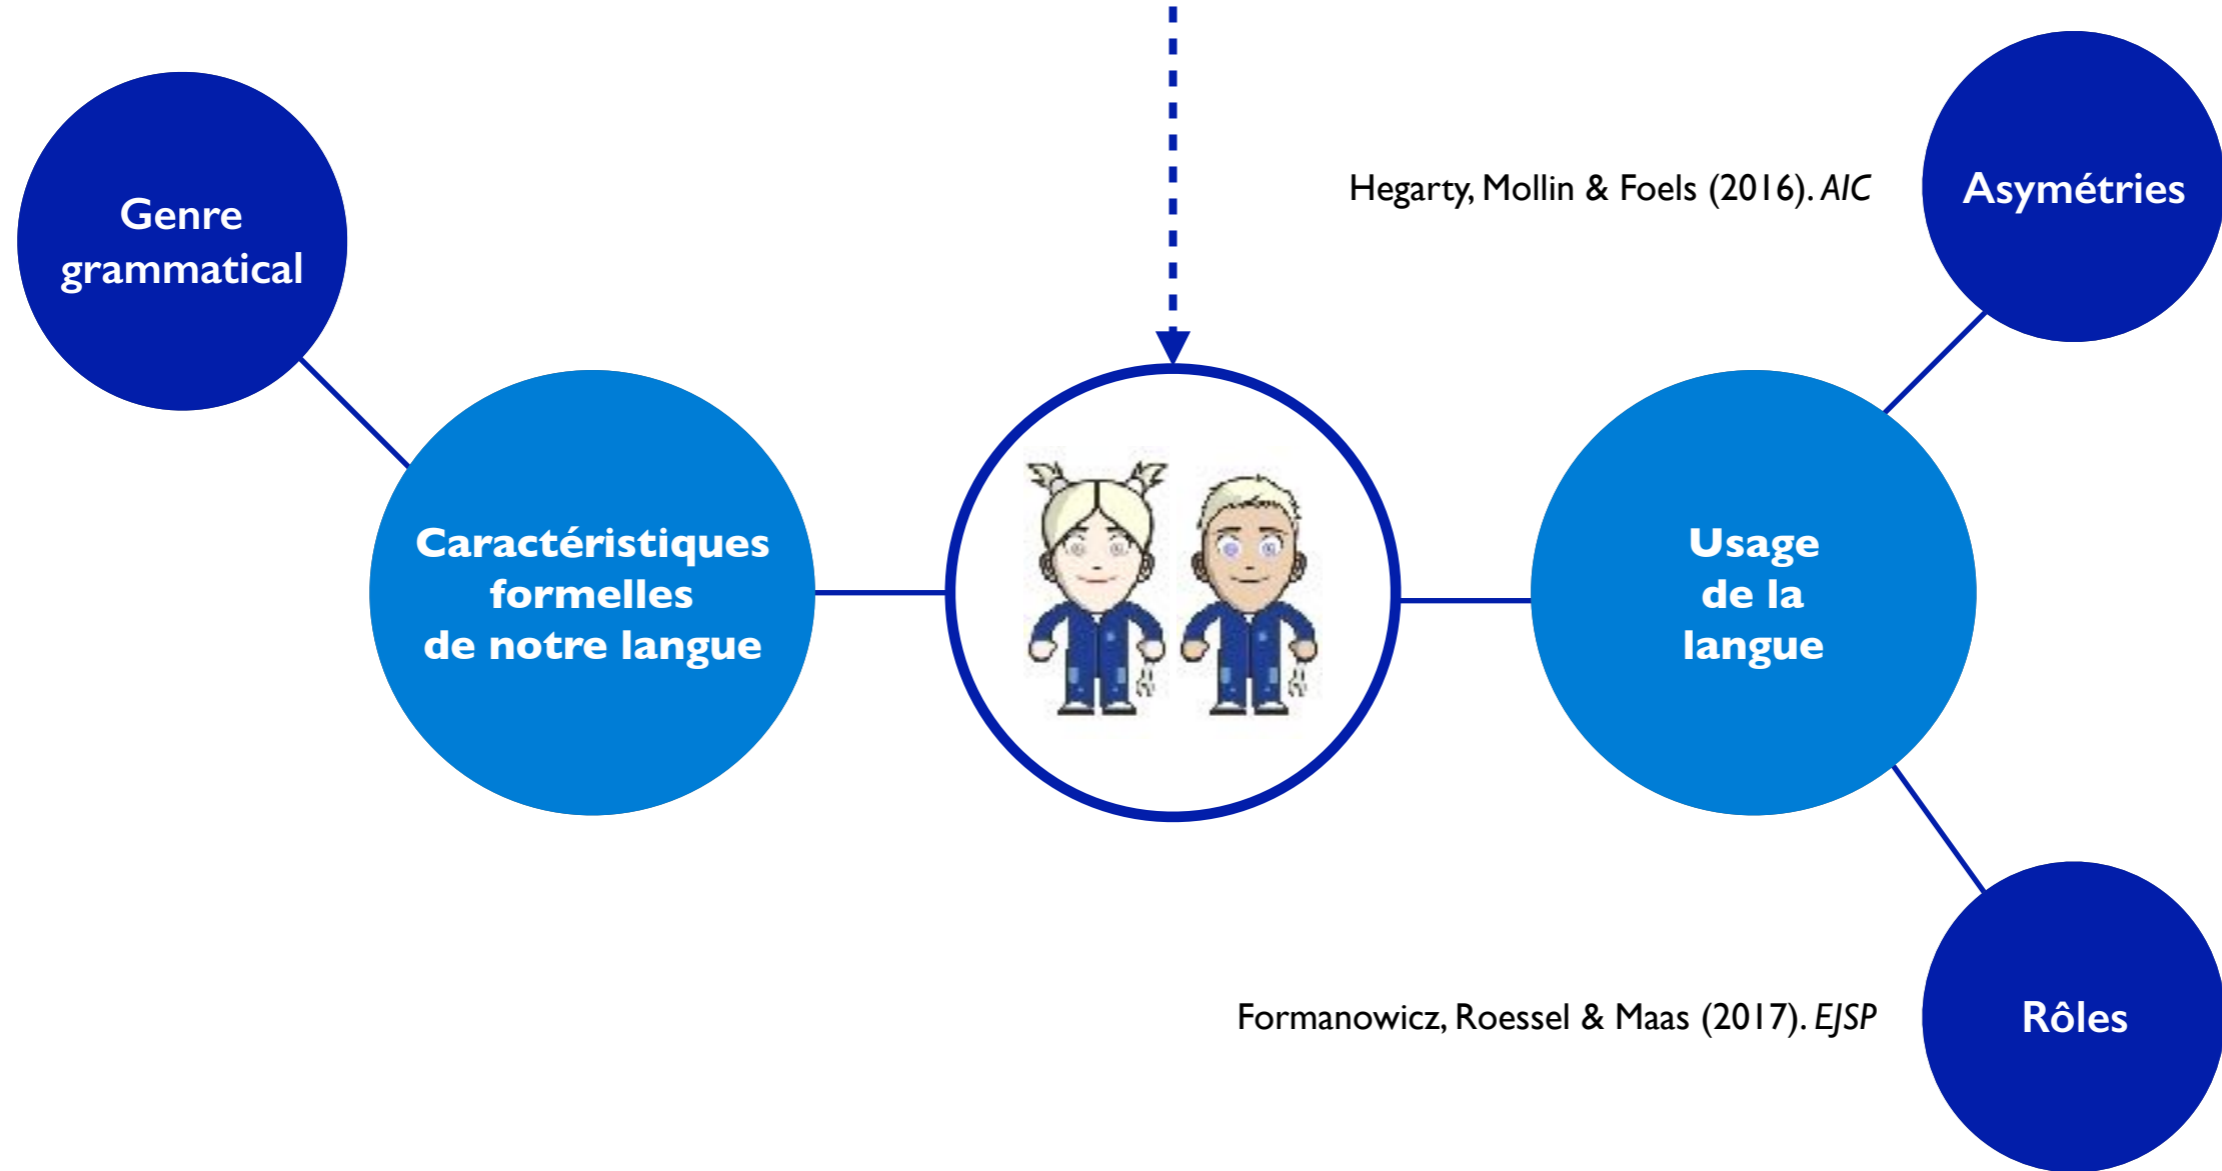 Genre
grammatical
Caractéristiques
formelles
de notre langue
Hegarty, Mollin & Foels (2016). AIC
Asymétries
Usage
de la
langue
Formanowicz, Roessel & Maas (2017). EJSP
Rôles